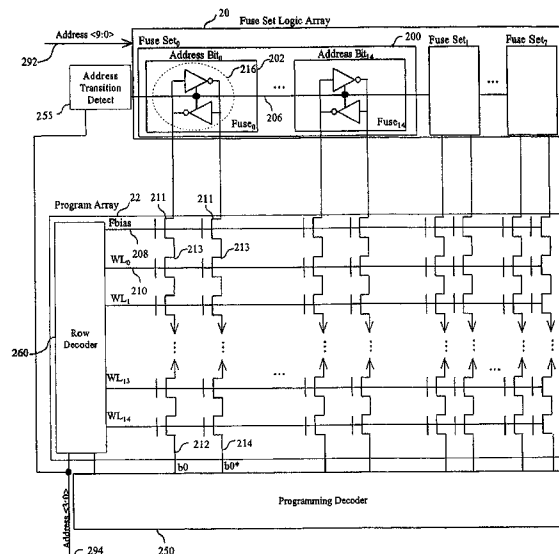 20
Fuse Set Logic Array
Address <9:0>
292
Fuse Set0
200
Fuse Set1
Fuse Set7
Address Bit0
216
202
Address Bit14
Address Transition Detect
255
...
206
Fuse0
Fuse14
...
Program Array
22
211
211
Fbias
208
213
213
WL0
210
WL1
260
Row Decoder
WL13
...
...
WL14
212
214
b0
b0*
Address <3:0>
Programming Decoder
294
250